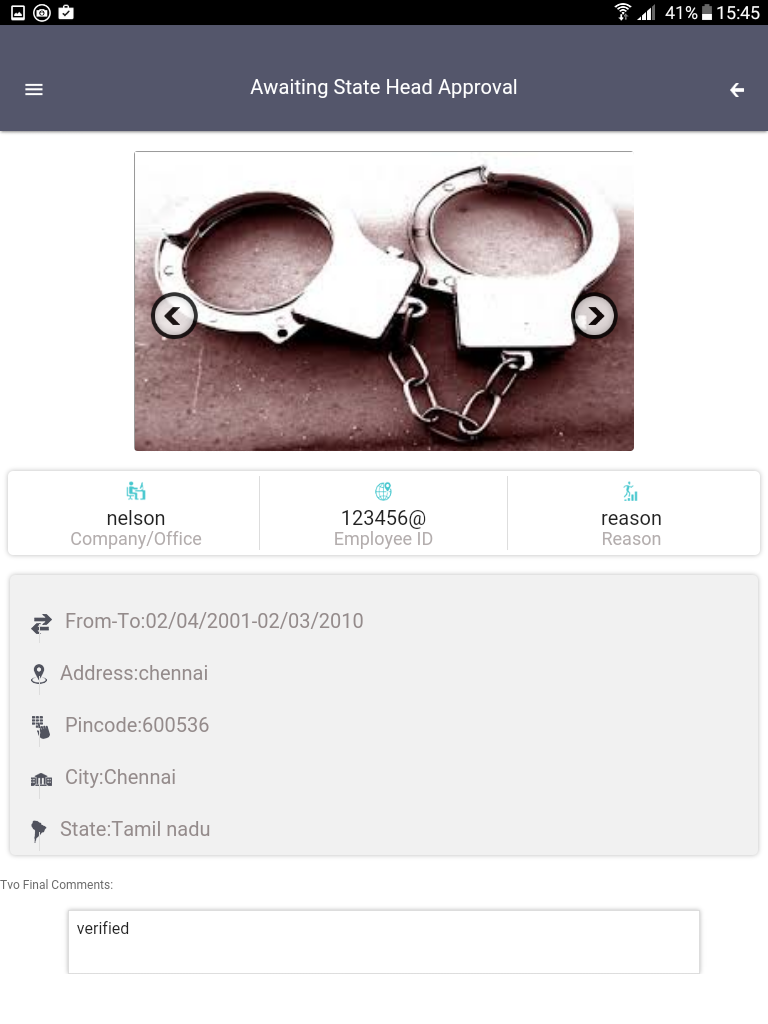 41% 15:45
Awaiting State Head Approval
nelson 123456@ reason
Company/Office Employee ID Reason
From-To:02/04/2001-02/03/2010
Address:chennai
Pincode:600536
City:Chennai
State:Tamil nadu
Tvo Final Comments:
verified